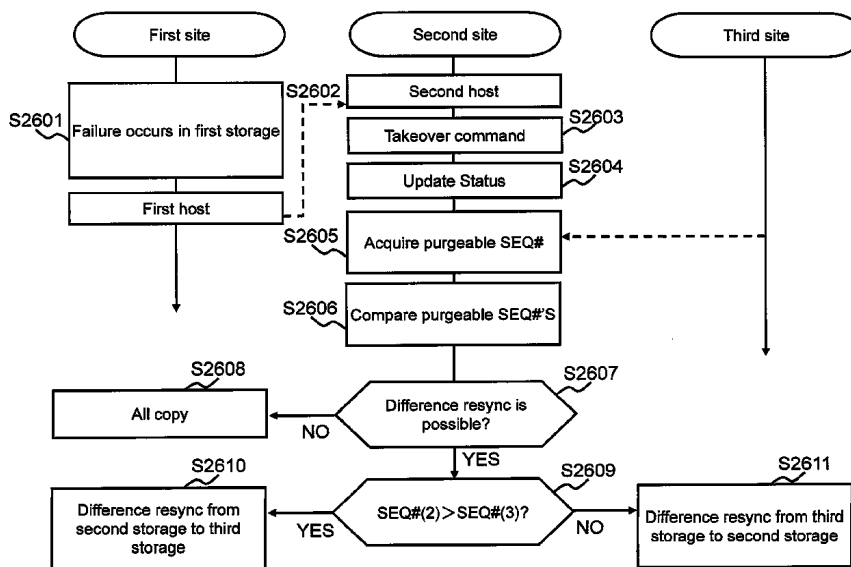 First site
Second site
Third site
S2601
Failure occurs in first storage
S2602
Second host
Takeover command
S2603
Update Status
S2604
First host
S2605
Acquire purgeable SEQ#
S2606
Compare purgeable SEQ#'S
S2608
All copy
NO
S2607
Difference resync is
possible?
YES
S2610
Difference resync from
second storage to third
storage
YES
S2609
SEQ#(2)>SEQ#(3)?
NO
S2611
Difference resync from third
storage to second storage